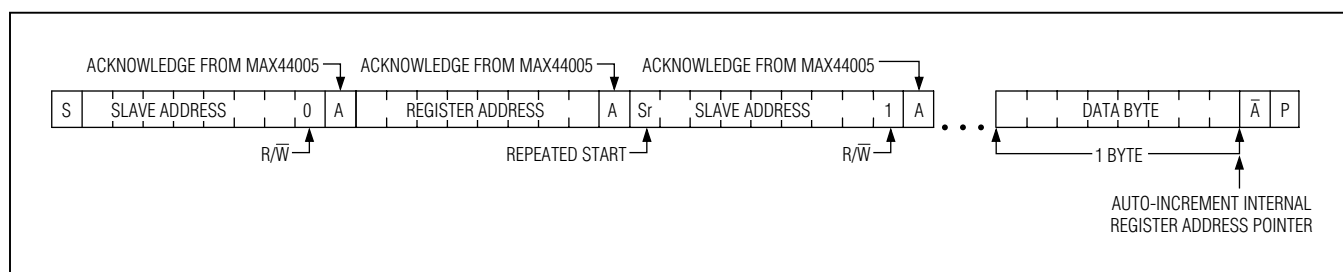 ACKNOWLEDGE FROM MAX44005 ACKNOWLEDGE FROM MAX44005 ACKNOWLEDGE FROM MAX44005
S SLAVE ADDRESS 0 A REGISTER ADDRESS A Sr SLAVE ADDRESS 1 A ... DATA BYTE A̅ P
R/W̅ REPEATED START R/W̅ 1 BYTE
AUTO-INCREMENT INTERNAL
REGISTER ADDRESS POINTER